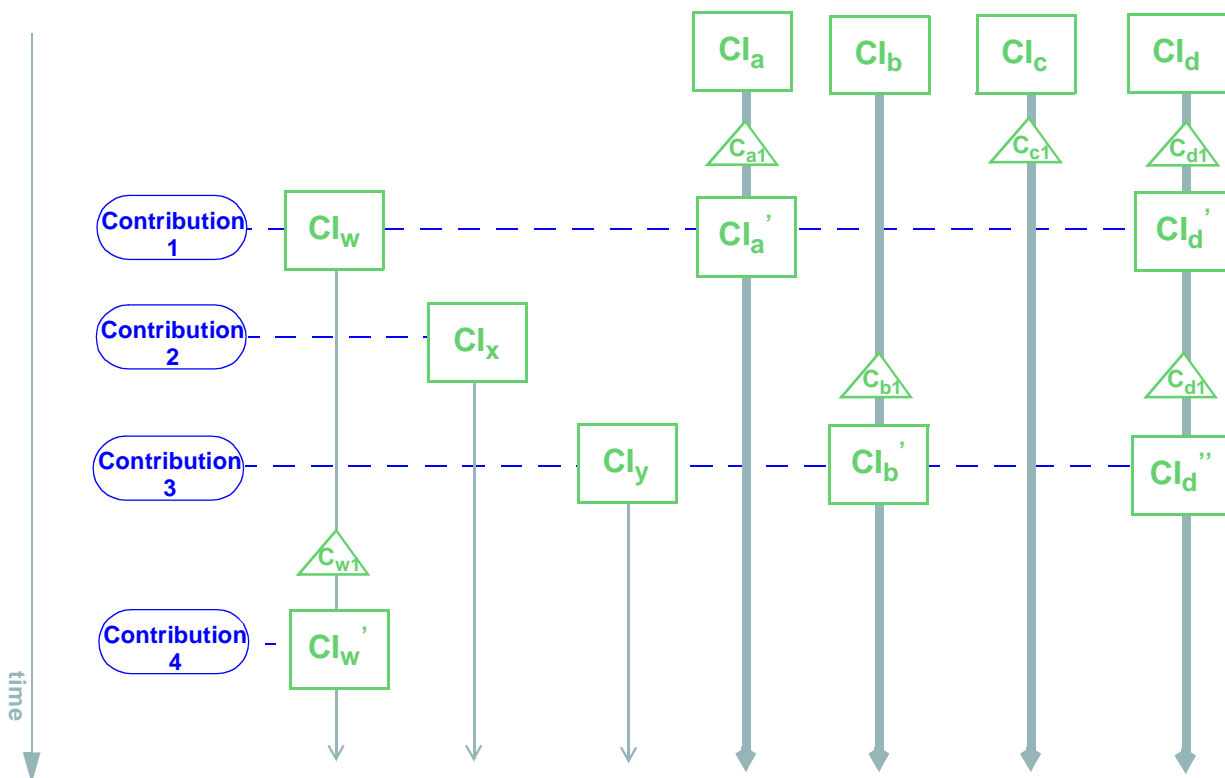 CIa CIb CIc CId
Ca1 Cc1 Cd1
Contribution
1
CIw CIa’ CId’
Contribution
2
CIx
Cb1 Cd1
Contribution
3
CIy CIb’ CId’’
Cw1
Contribution
4
CIw’
time